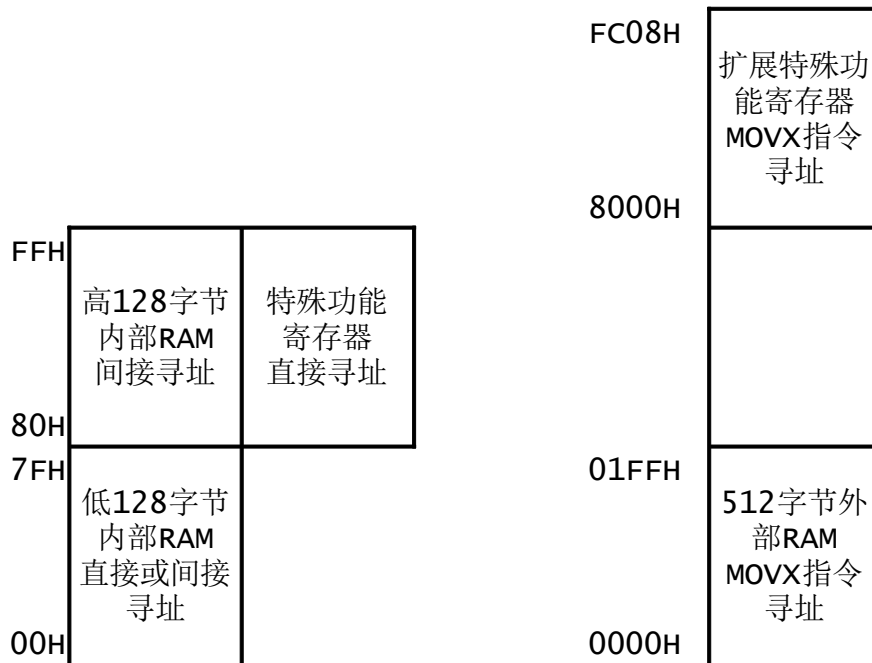 FC08H
扩展特殊功
能寄存器
MOVX指令
寻址
8000H
FFH
高128字节
内部RAM
间接寻址
特殊功能
寄存器
直接寻址
80H
7FH
01FFH
低128字节
内部RAM
直接或间接
寻址
512字节外
部RAM
MOVX指令
寻址
00H
0000H